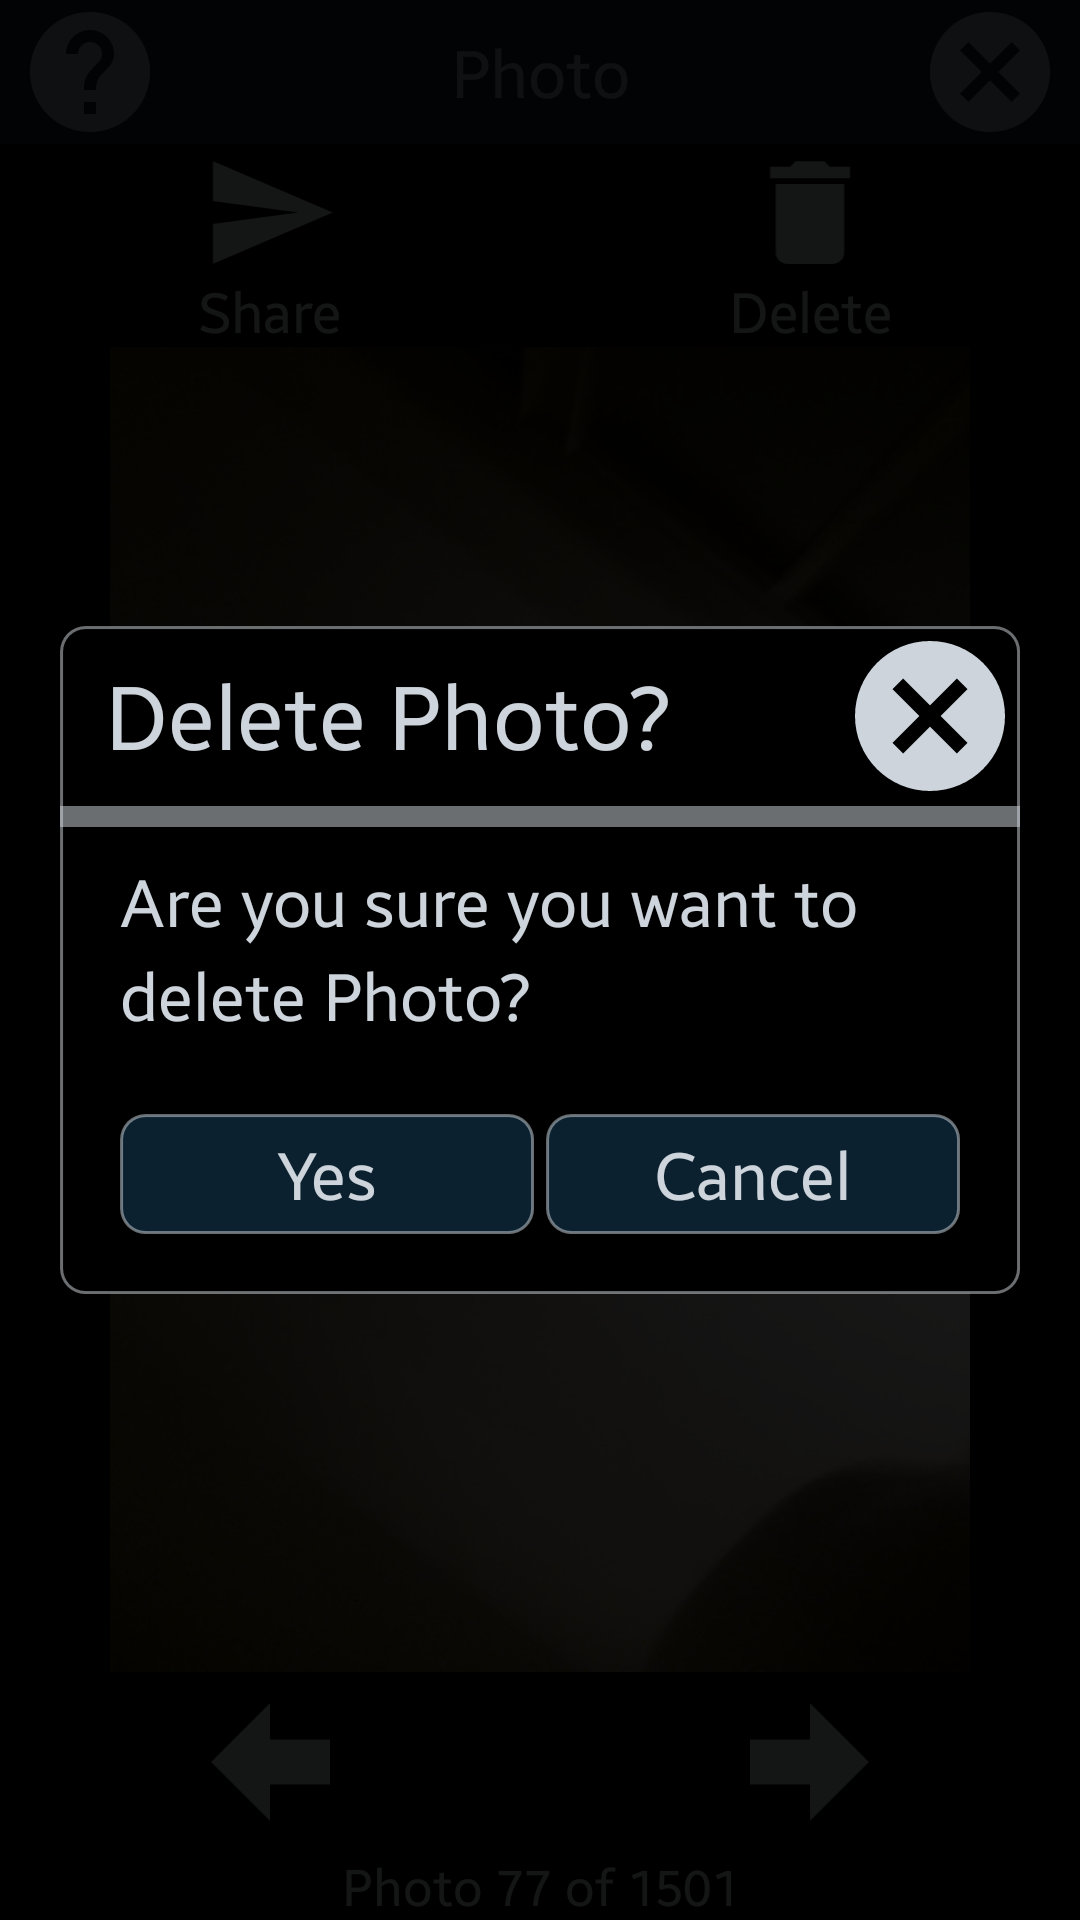 Photo
Share
Delete
Delete Photo?
Are you sure you want to
delete Photo?
Yes
Cancel
Photo 77 of 1501